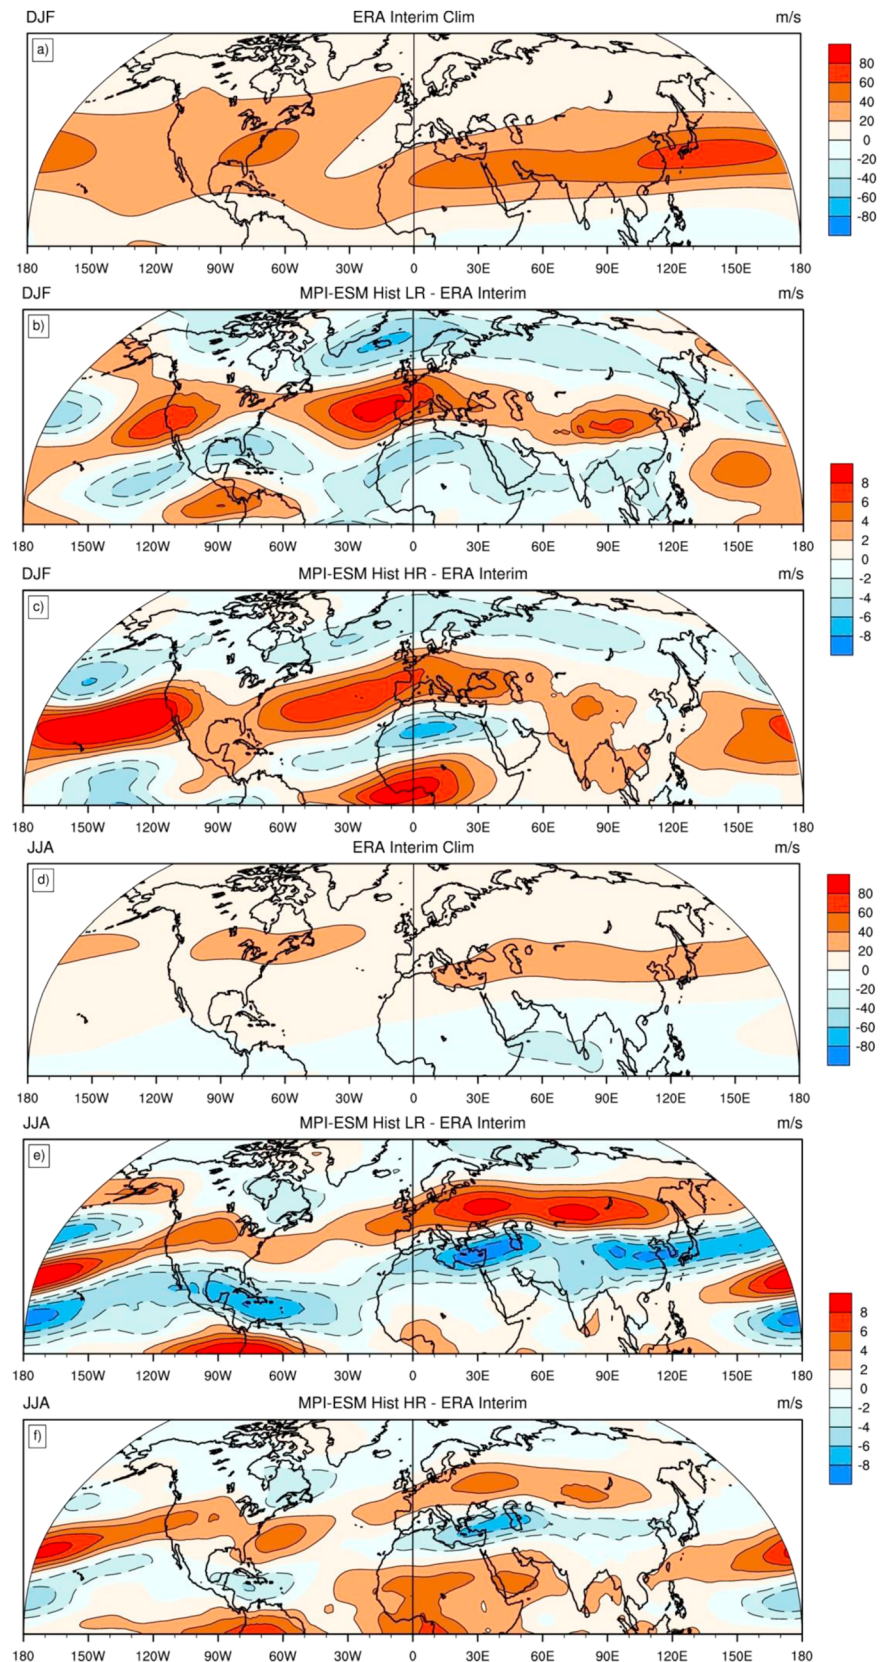 DJF ERA Interim Clim m/s
a)
80
60
40
20
0
-20
-40
-60
-80
180 150W 120W 90W 60W 30W 0 30E 60E 90E 120E 150E 180
DJF MPI-ESM Hist LR - ERA Interim m/s
b)
180 150W 120W 90W 60W 30W 0 30E 60E 90E 120E 150E 180
8
6
4
2
0
-2
-4
-6
-8
DJF MPI-ESM Hist HR - ERA Interim m/s
c)
180 150W 120W 90W 60W 30W 0 30E 60E 90E 120E 150E 180
JJA ERA Interim Clim m/s
d)
80
60
40
20
0
-20
-40
-60
-80
180 150W 120W 90W 60W 30W 0 30E 60E 90E 120E 150E 180
JJA MPI-ESM Hist LR - ERA Interim m/s
e)
180 150W 120W 90W 60W 30W 0 30E 60E 90E 120E 150E 180
8
6
4
2
0
-2
-4
-6
-8
JJA MPI-ESM Hist HR - ERA Interim m/s
f)
180 150W 120W 90W 60W 30W 0 30E 60E 90E 120E 150E 180